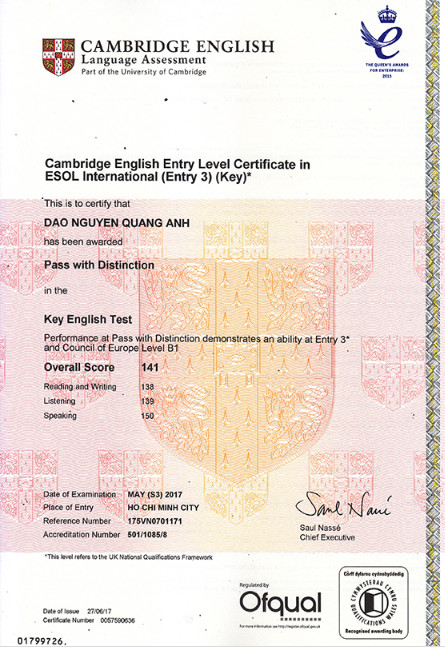 CAMBRIDGE ENGLISH
Language Assessment
Part of the University of Cambridge
THE QUEEN'S AWARDS
FOR ENTERPRISE:
2015
Cambridge English Entry Level Certificate in
ESOL International (Entry 3) (Key)*
This is to certify that
DAO NGUYEN QUANG ANH
has been awarded
Pass with Distinction
in the
Key English Test
Performance at Pass with Distinction demonstrates an ability at Entry 3*
and Council of Europe Level B1
Overall Score 141
Reading and Writing 138
Listening 139
Speaking 150
Date of Examination MAY (S3) 2017
Place of Entry HO CHI MINH CITY
Reference Number 175VN0701171
Accreditation Number 501/1085/8
Saul Nassé
Saul Nassé
Chief Executive
*This level refers to the UK National Qualifications Framework
Date of Issue 27/06/17
Certificate Number 0057590636
01799726.
Regulated by
Ofqual
For more information see http://register.ofqual.gov.uk
Corff dyfarnu cydnabyddedig
CYMWYSTERAU CYMRU
QUALIFICATIONS WALES
Recognised awarding body